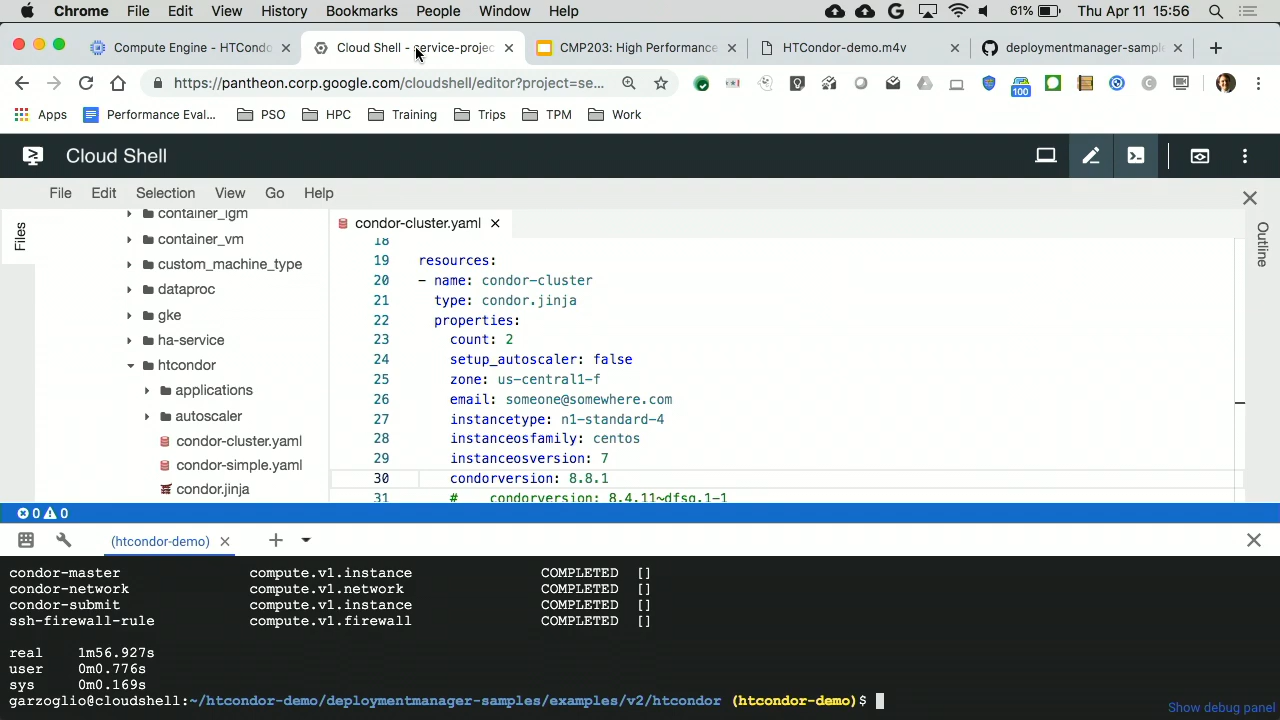 Chrome File Edit View History Bookmarks People Window Help 61% Thu Apr 11 15:56
Compute Engine - HTCondo Cloud Shell - service-projec CMP203: High Performance HTCondor-demo.m4v deploymentmanager-sample
https://pantheon.corp.google.com/cloudshell/editor?project=se... 100
Apps Performance Eval... PSO HPC Training Trips TPM Work
Cloud Shell
File Edit Selection View Go Help
Files
Outline
container_igm
container_vm
custom_machine_type
dataproc
gke
ha-service
htcondor
applications
autoscaler
condor-cluster.yaml
condor-simple.yaml
condor.jinja
condor-cluster.yaml
18
19 resources:
20 - name: condor-cluster
21 type: condor.jinja
22 properties:
23 count: 2
24 setup_autoscaler: false
25 zone: us-central1-f
26 email: someone@somewhere.com
27 instancetype: n1-standard-4
28 instanceosfamily: centos
29 instanceosversion: 7
30 condorversion: 8.8.1
31 # condorversion: 8.4.11~dfsg.1-1
0 0
(htcondor-demo)
condor-master compute.v1.instance COMPLETED []
condor-network compute.v1.network COMPLETED []
condor-submit compute.v1.instance COMPLETED []
ssh-firewall-rule compute.v1.firewall COMPLETED []
real 1m56.927s
user 0m0.776s
sys 0m0.169s
garzoglio@cloudshell:~/htcondor-demo/deploymentmanager-samples/examples/v2/htcondor (htcondor-demo)$
Show debug panel